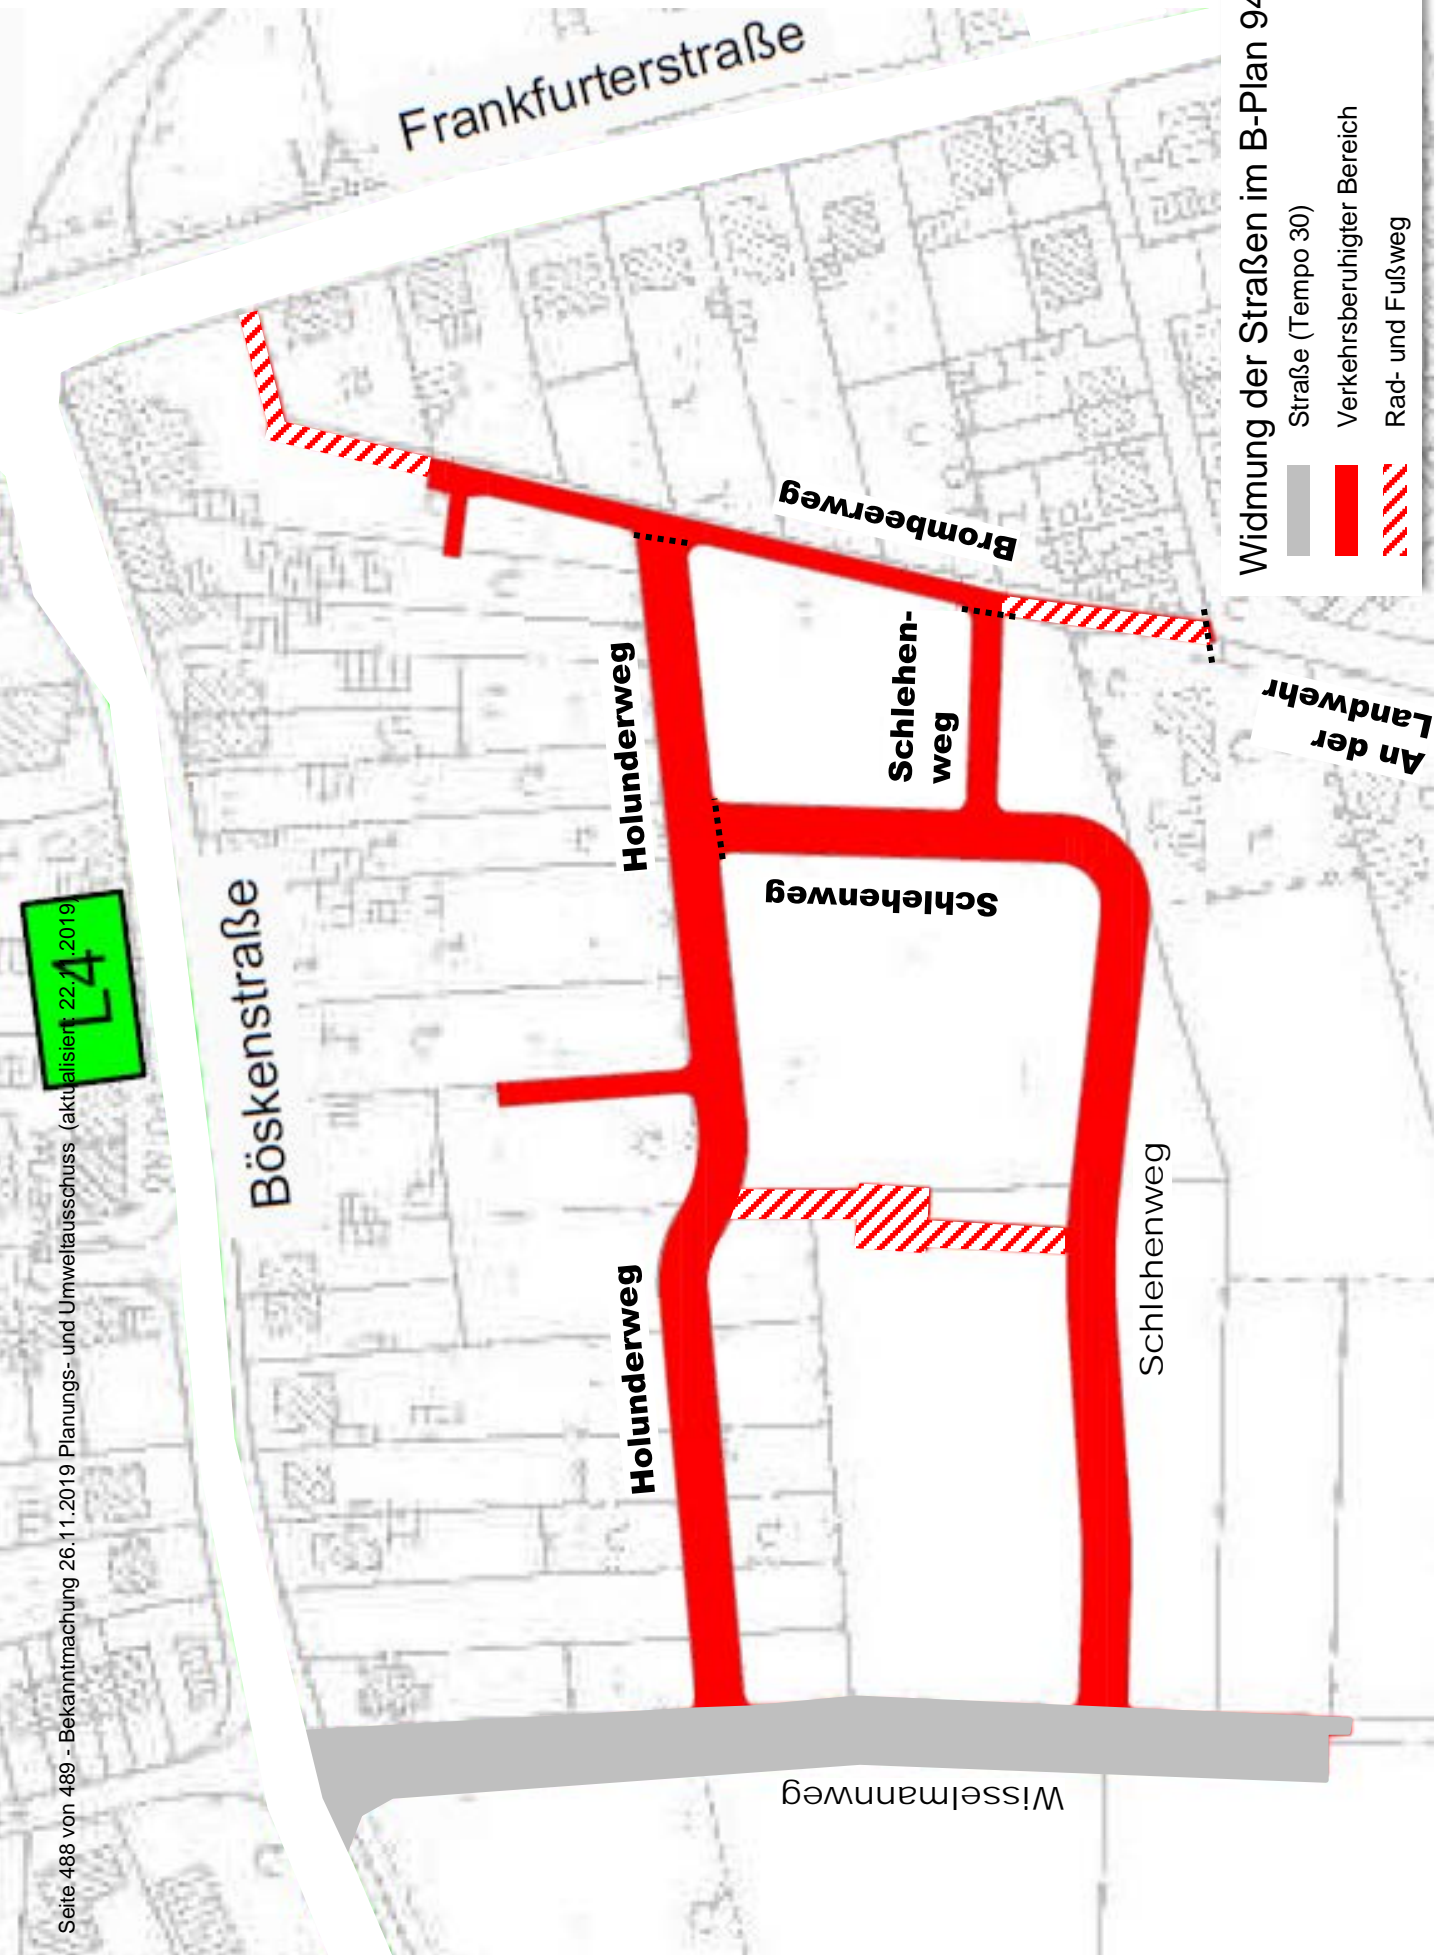 Seite 488 von 489 - Bekanntmachung 26.11.2019 Planungs- und Umweltausschuss (aktualisiert 22.11.2019)
L4
Böskenstraße
Frankfurterstraße
Holunderweg
Holunderweg
Schlehenweg
Schlehen-
weg
Brombeerweg
An der
Landwehr
Schlehenweg
Wisselmannweg
Widmung der Straßen im B-Plan 94
Straße (Tempo 30)
Verkehrsberuhigter Bereich
Rad- und Fußweg